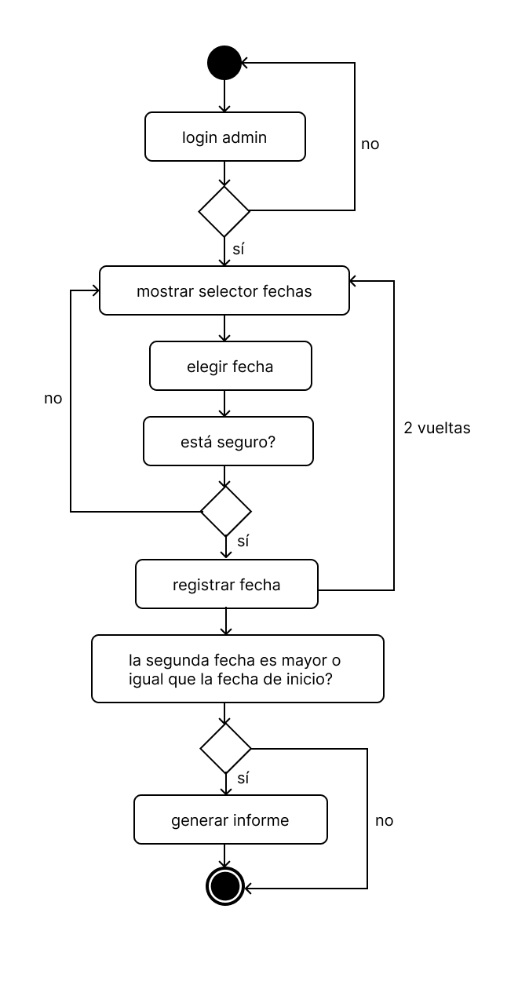 login admin
no
sí
mostrar selector fechas
elegir fecha
no
2 vueltas
está seguro?
sí
registrar fecha
la segunda fecha es mayor o
igual que la fecha de inicio?
sí
generar informe
no